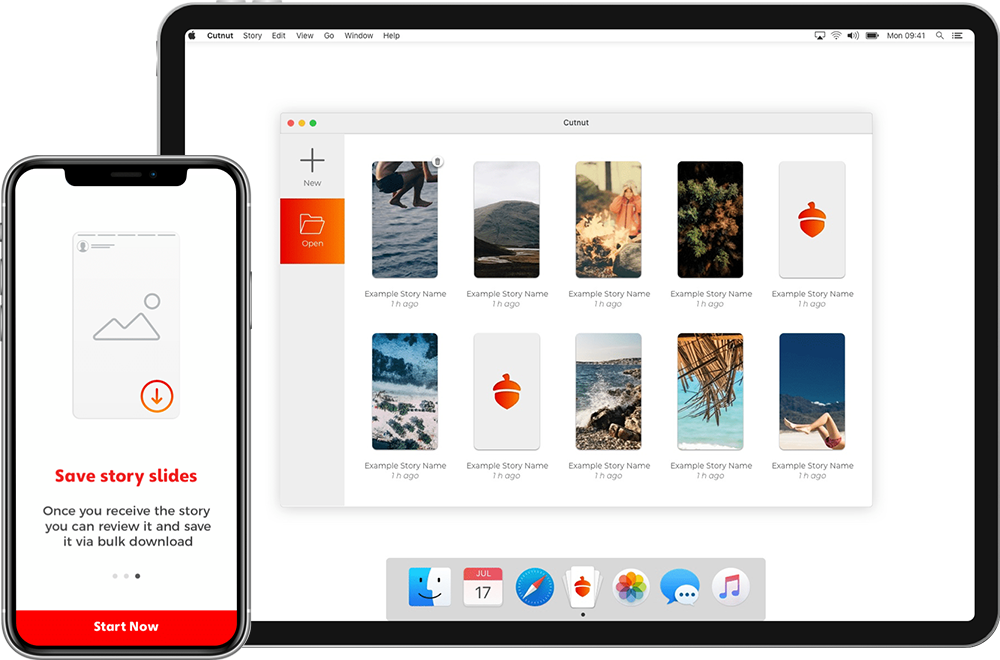 Cutnut Story Edit View Go Window Help Mon 09:41
Cutnut
New
Open
Example Story Name Example Story Name Example Story Name Example Story Name Example Story Name
1 h ago 1 h ago 1 h ago 1 h ago 1 h ago
Example Story Name Example Story Name Example Story Name Example Story Name Example Story Name
1 h ago 1 h ago 1 h ago 1 h ago 1 h ago
JUL
17
Save story slides
Once you receive the story
you can review it and save
it via bulk download
Start Now